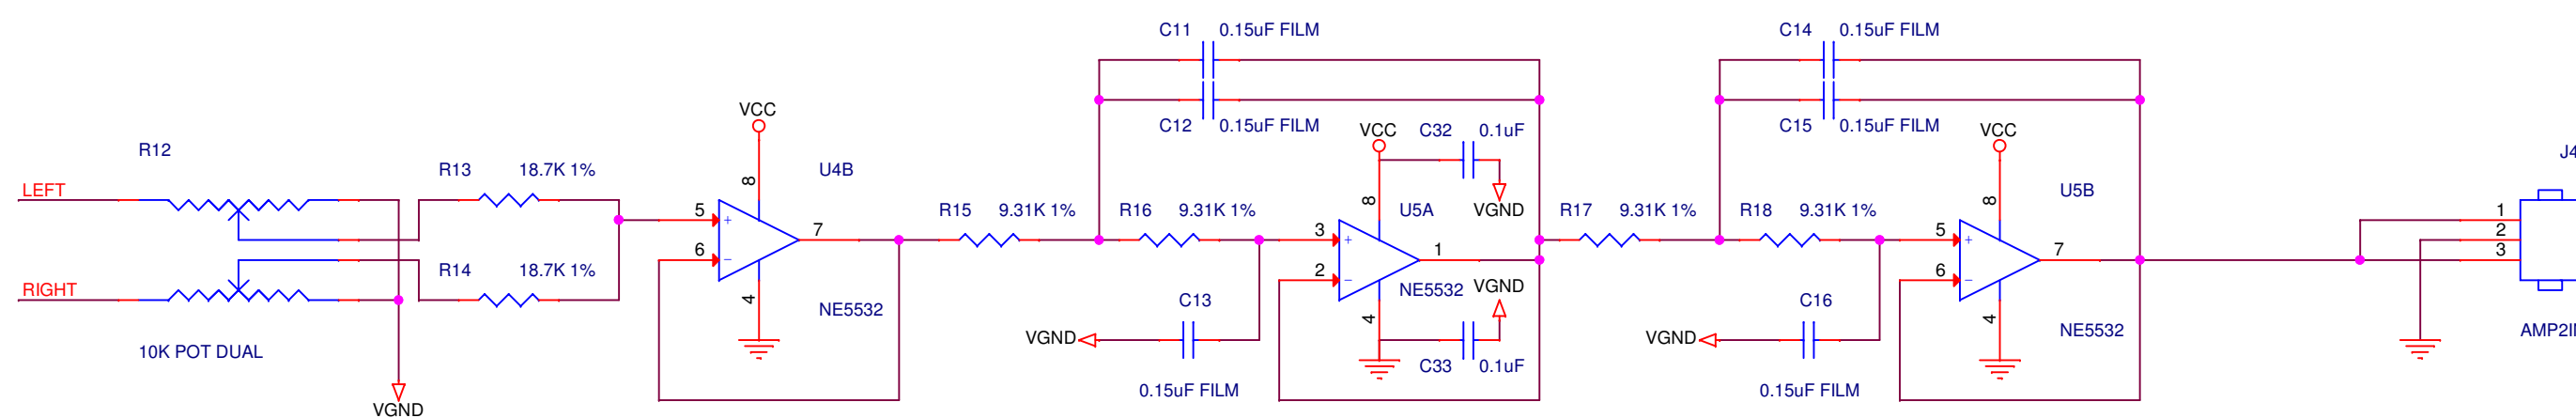 C11 0.15uF FILM
C14 0.15uF FILM
VCC
C12 0.15uF FILM
VCC
C32 0.1uF
C15 0.15uF FILM
VCC
R12
J4
R13 18.7K 1%
8
U4B
LEFT
8
VGND
8
U5B
5
+
7
R15 9.31K 1%
R16 9.31K 1%
U5A
R17 9.31K 1%
R18 9.31K 1%
1
3
+
1
5
+
7
2
6
-
3
R14 18.7K 1%
2
-
6
-
RIGHT
4
NE5532
C13
NE5532
VGND
C16
4
NE5532
4
VGND
VGND
NE5532
AMP2I
10K POT DUAL
C33 0.1uF
0.15uF FILM
0.15uF FILM
VGND